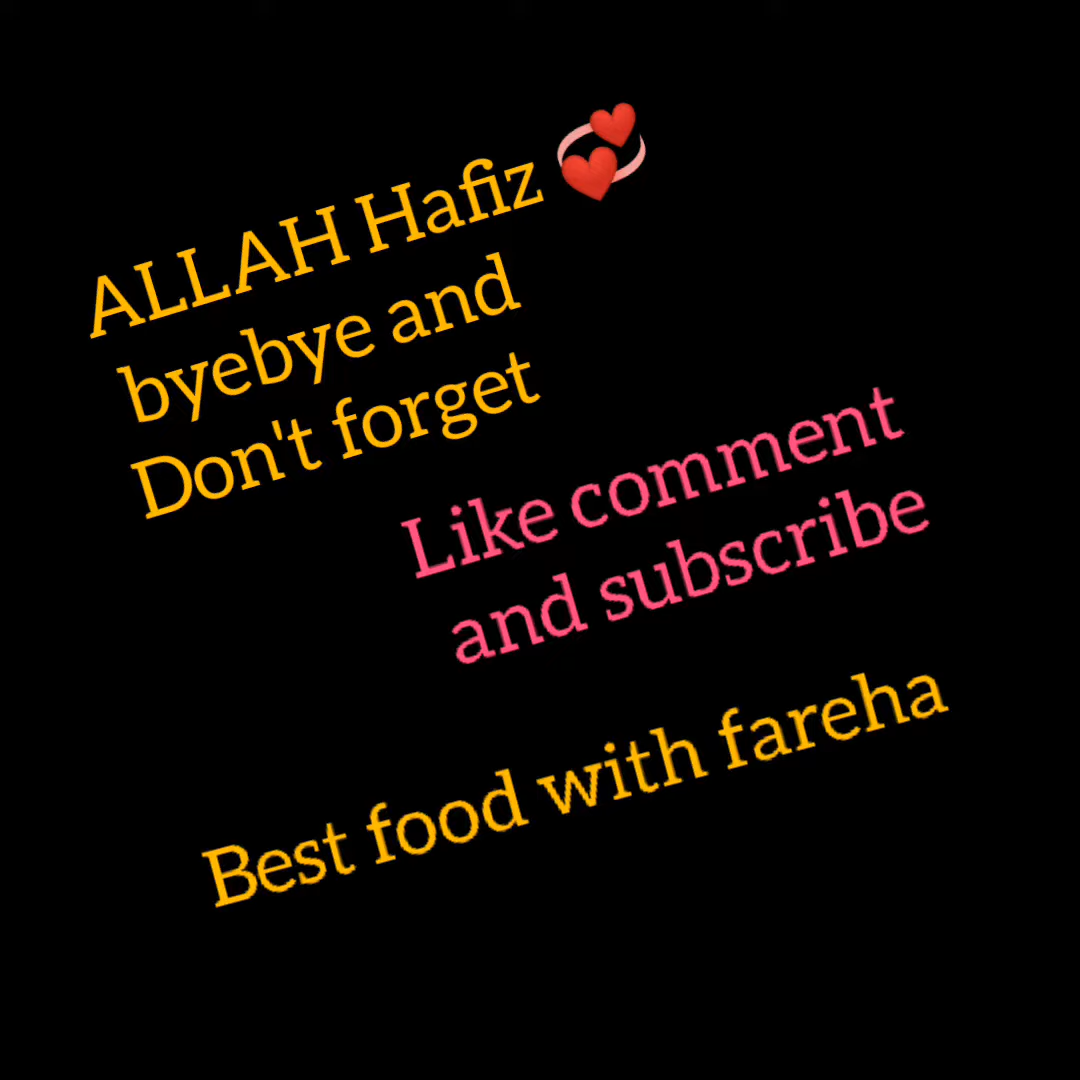 ALLAH Hafiz 💞
byebye and
Don't forget
Like comment
and subscribe
Best food with fareha